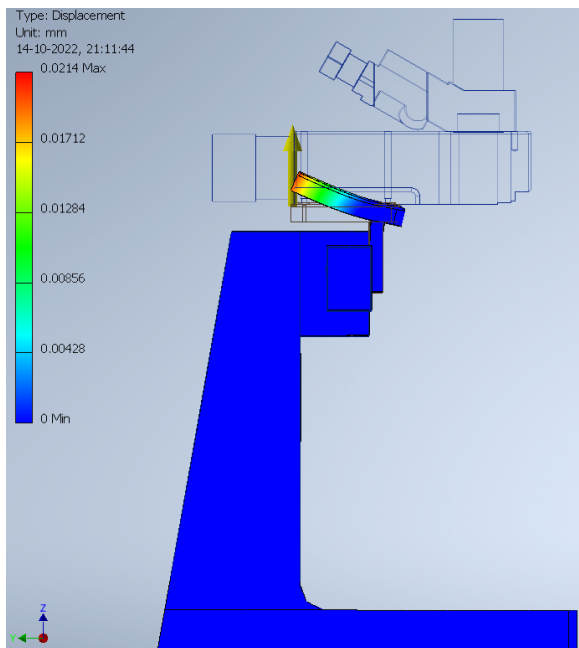 Type: Displacement
Unit: mm
14-10-2022, 21:11:44
0.0214 Max
0.01712
0.01284
0.00856
0.00428
0 Min
Z
Y